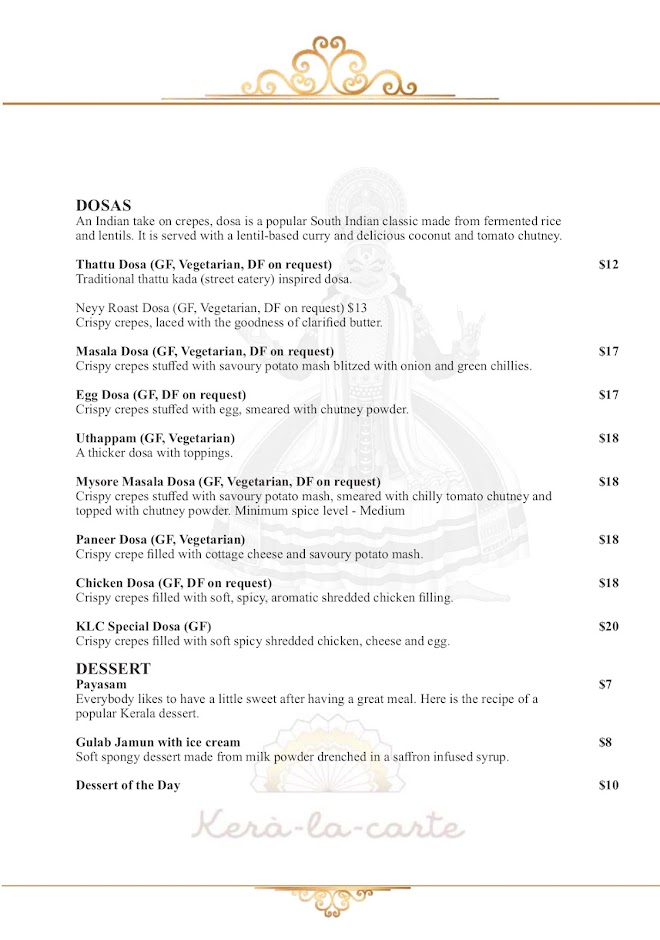 DOSAS
An Indian take on crepes, dosa is a popular South Indian classic made from fermented rice
and lentils. It is served with a lentil-based curry and delicious coconut and tomato chutney.
Thattu Dosa (GF, Vegetarian, DF on request) $12
Traditional thattu kada (street eatery) inspired dosa.
Neyy Roast Dosa (GF, Vegetarian, DF on request) $13
Crispy crepes, laced with the goodness of clarified butter.
Masala Dosa (GF, Vegetarian, DF on request) $17
Crispy crepes stuffed with savoury potato mash blitzed with onion and green chillies.
Egg Dosa (GF, DF on request) $17
Crispy crepes stuffed with egg, smeared with chutney powder.
Uthappam (GF, Vegetarian) $18
A thicker dosa with toppings.
Mysore Masala Dosa (GF, Vegetarian, DF on request) $18
Crispy crepes stuffed with savoury potato mash, smeared with chilly tomato chutney and
topped with chutney powder. Minimum spice level - Medium
Paneer Dosa (GF, Vegetarian) $18
Crispy crepe filled with cottage cheese and savoury potato mash.
Chicken Dosa (GF, DF on request) $18
Crispy crepes filled with soft, spicy, aromatic shredded chicken filling.
KLC Special Dosa (GF) $20
Crispy crepes filled with soft spicy shredded chicken, cheese and egg.
DESSERT
Payasam $7
Everybody likes to have a little sweet after having a great meal. Here is the recipe of a
popular Kerala dessert.
Gulab Jamun with ice cream $8
Soft spongy dessert made from milk powder drenched in a saffron infused syrup.
Dessert of the Day $10
Kerà-la-carte